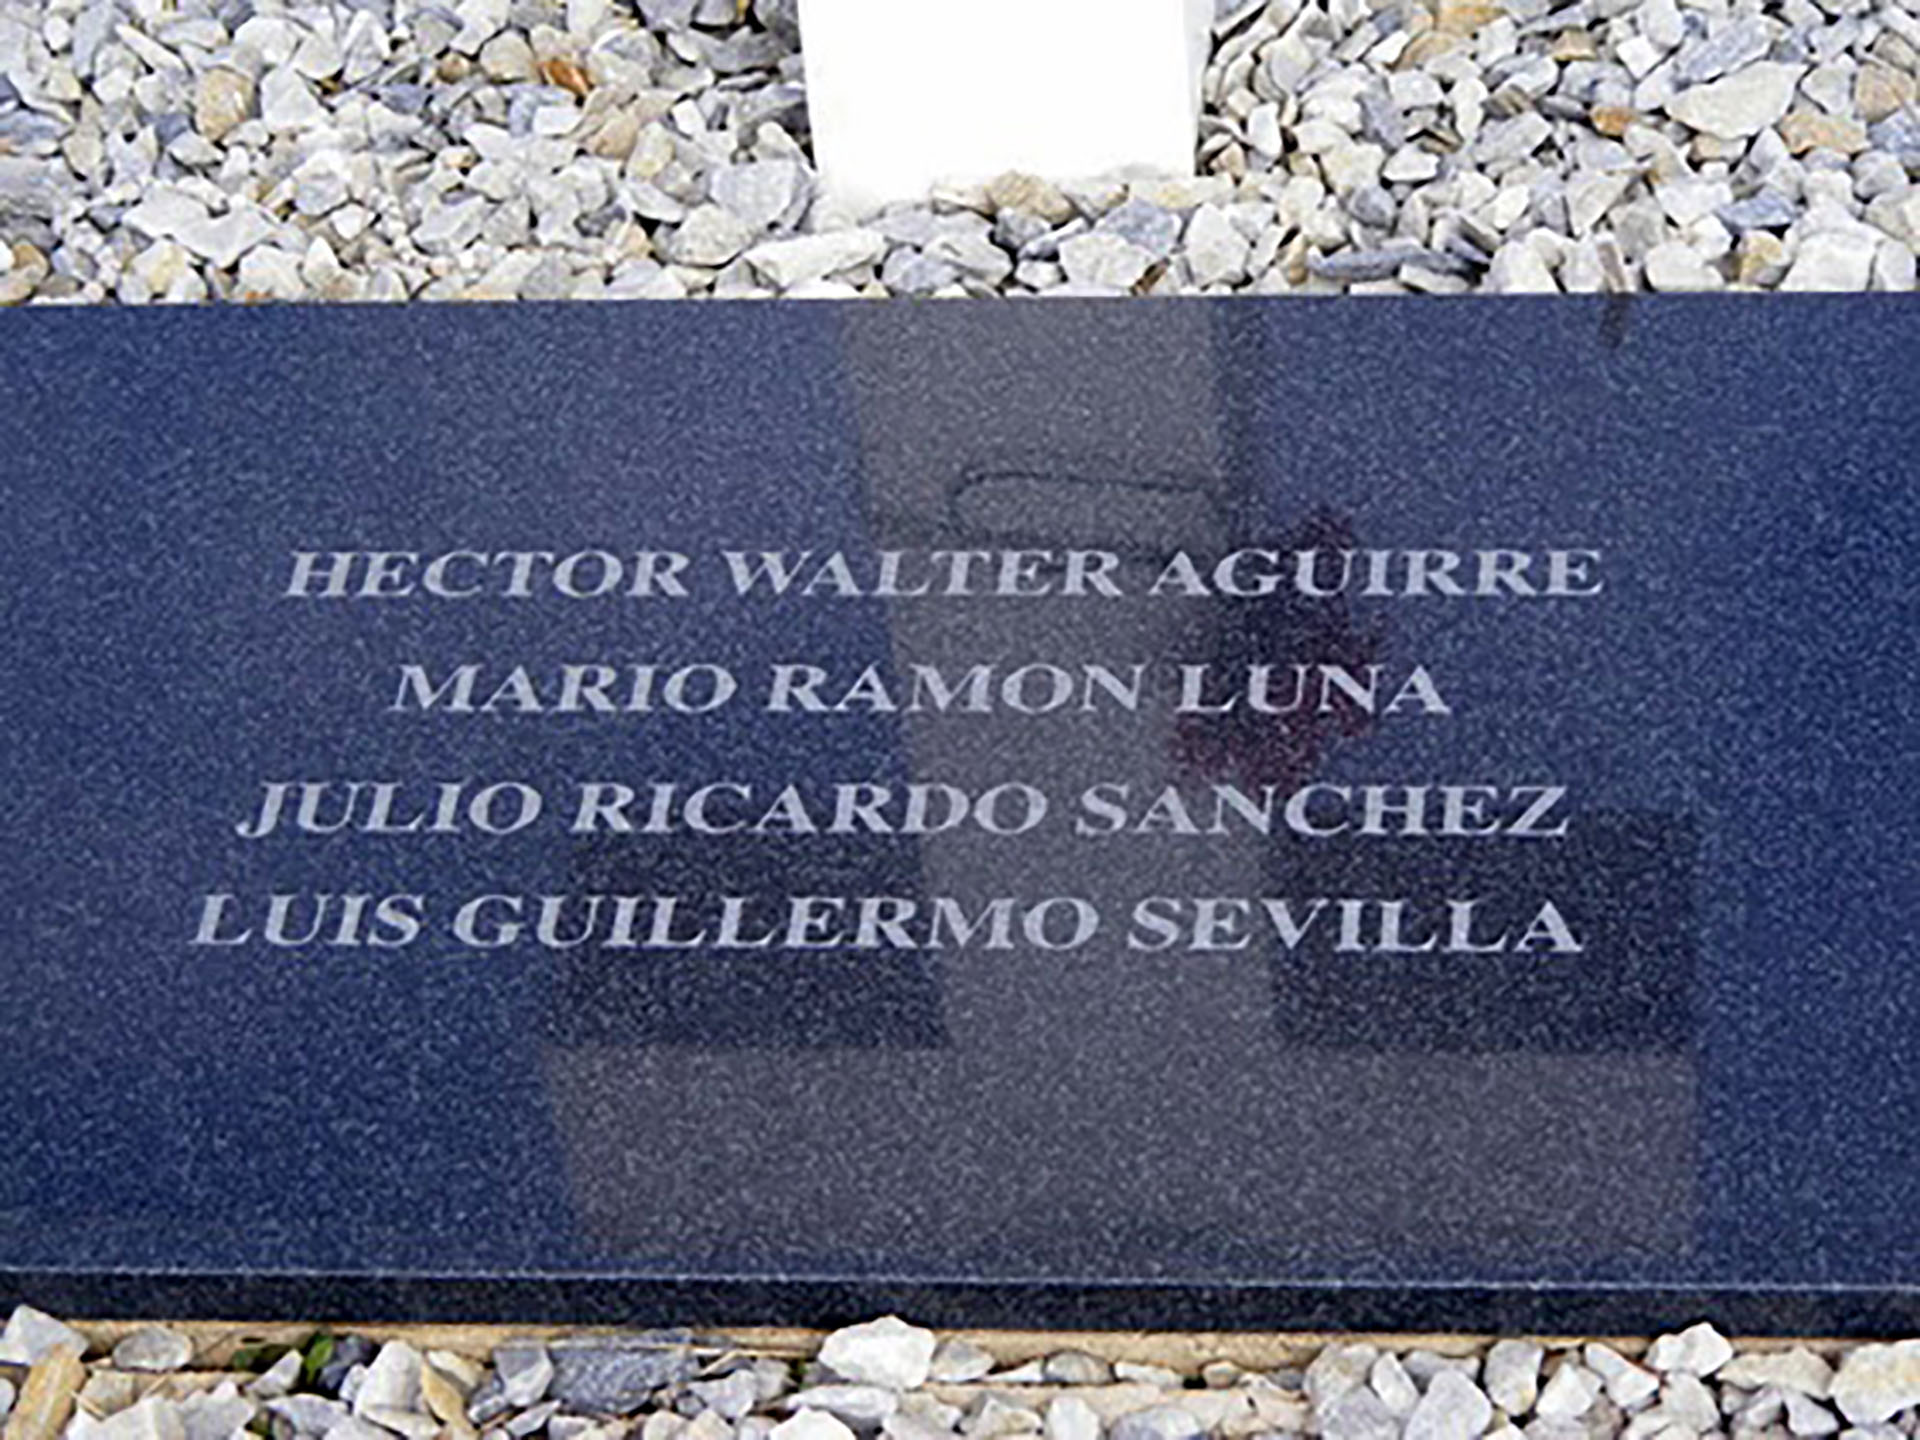 HECTOR WALTER AGUIRRE
MARIO RAMON LUNA
JULIO RICARDO SANCHEZ
LUIS GUILLERMO SEVILLA